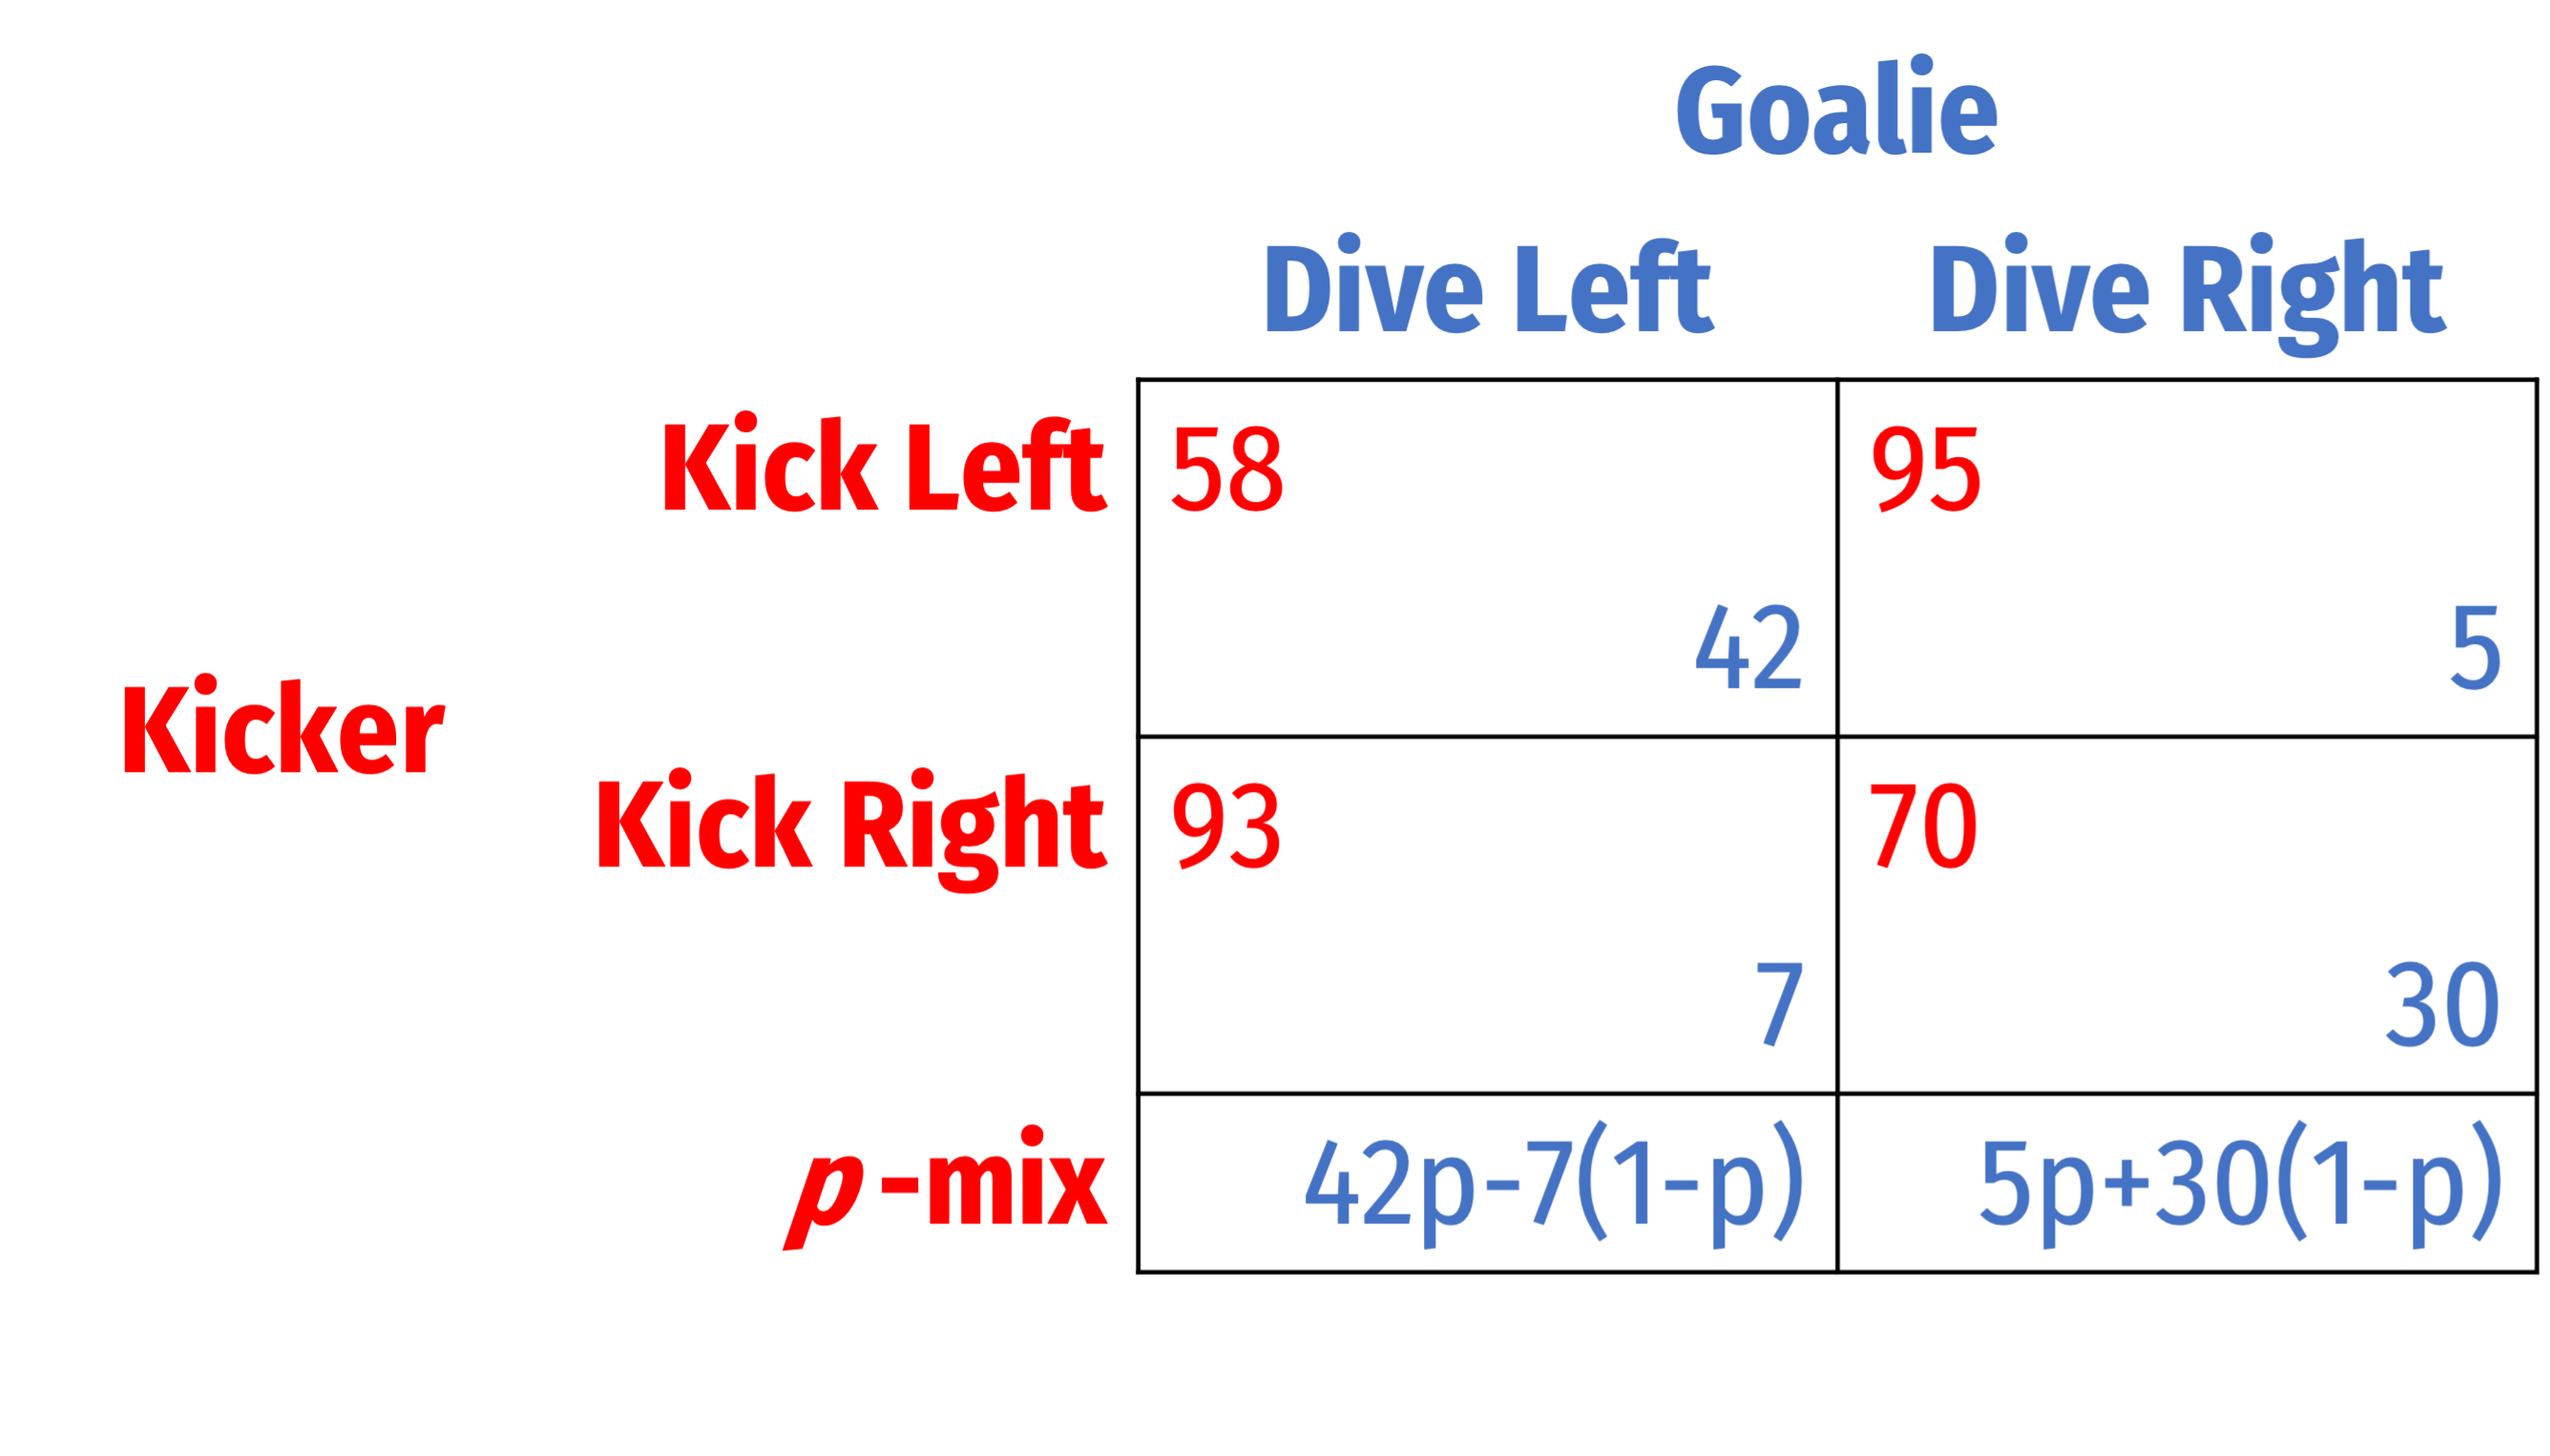 Goalie
Dive Left Dive Right
Kick Left 58 95
42 5
Kicker
Kick Right 93 70
7 30
p-mix 42p-7(1-p) 5p+30(1-p)